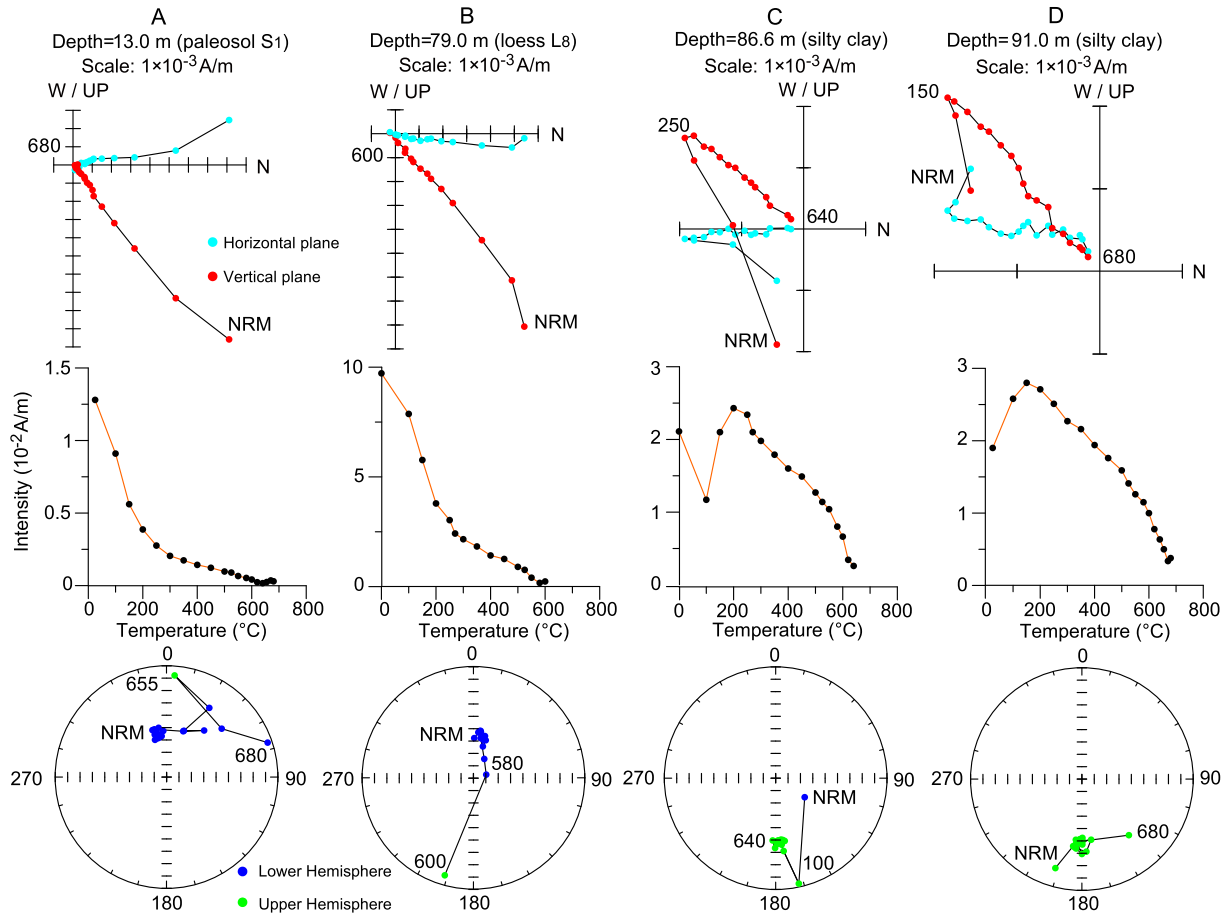 A
Depth=13.0 m (paleosol S1)
Scale: 1×10-3A/m
W / UP
680
N
Horizontal plane
Vertical plane
NRM
B
Depth=79.0 m (loess L8)
Scale: 1×10-3A/m
W / UP
N
600
NRM
C
Depth=86.6 m (silty clay)
Scale: 1×10-3A/m
W / UP
250
640
N
NRM
D
Depth=91.0 m (silty clay)
Scale: 1×10-3A/m
W / UP
150
NRM
680
N
Intensity (10-2A/m)
1.5
1
0.5
0
0 200 400 600 800
Temperature (°C)
10
5
0
0 200 400 600 800
Temperature (°C)
3
2
1
0
0 200 400 600 800
Temperature (°C)
3
2
1
0
0 200 400 600 800
Temperature (°C)
0
655
NRM
680
270
90
180
0
NRM
580
270
90
600
180
0
NRM
270
90
640
100
180
0
270
90
680
NRM
180
Lower Hemisphere
Upper Hemisphere